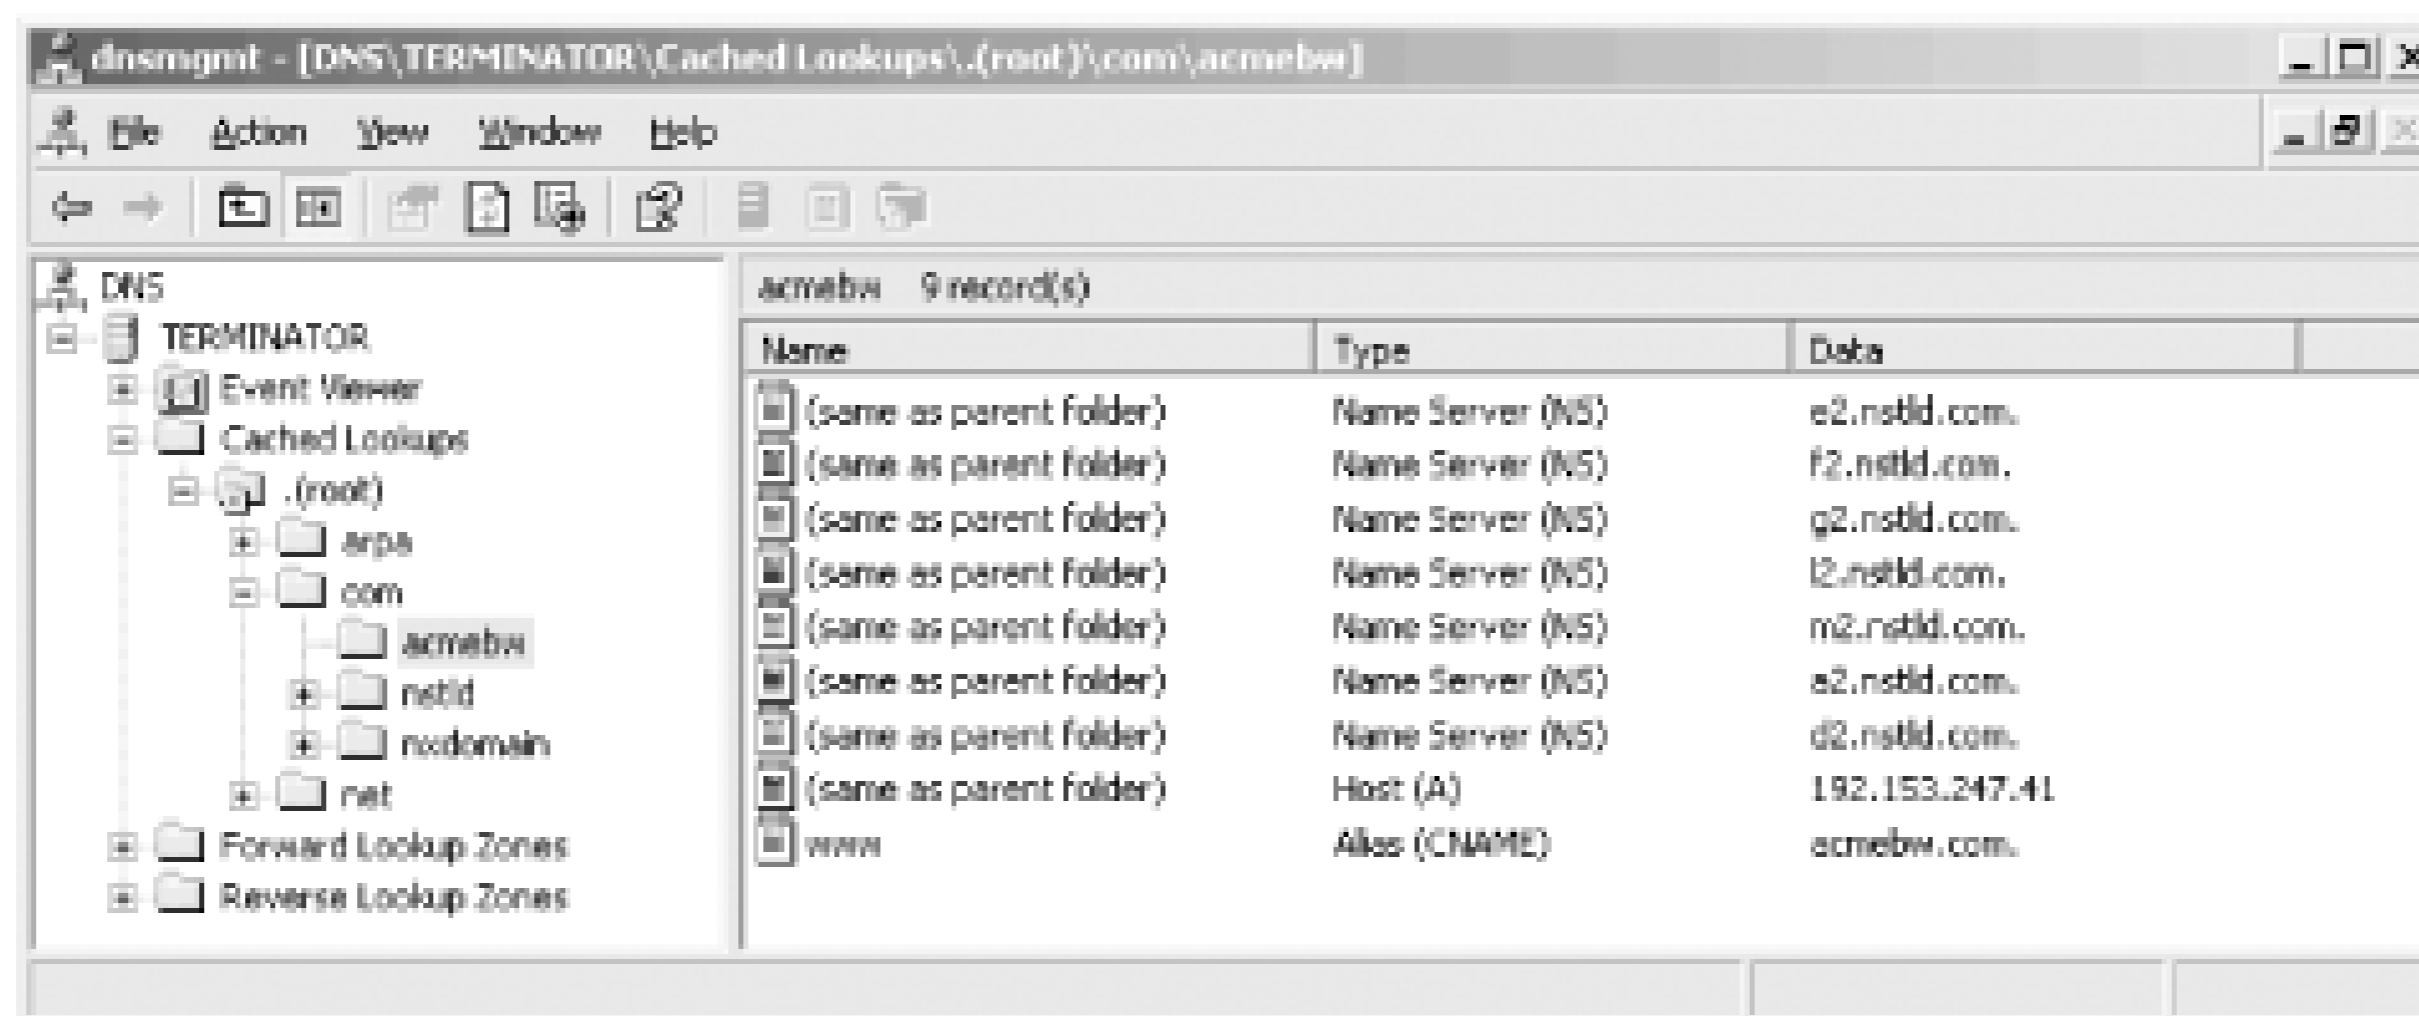 dnsmgmt - [DNS\TERMINATOR\Cached Lookups\.(root)\com\acmebw]
File Action View Window Help
DNS
TERMINATOR
Event Viewer
Cached Lookups
.(root)
arpa
com
acmebw
nstld
nxdomain
net
Forward Lookup Zones
Reverse Lookup Zones
acmebw 9 record(s)
Name Type Data
(same as parent folder) Name Server (NS) e2.nstld.com.
(same as parent folder) Name Server (NS) f2.nstld.com.
(same as parent folder) Name Server (NS) g2.nstld.com.
(same as parent folder) Name Server (NS) l2.nstld.com.
(same as parent folder) Name Server (NS) m2.nstld.com.
(same as parent folder) Name Server (NS) a2.nstld.com.
(same as parent folder) Name Server (NS) d2.nstld.com.
(same as parent folder) Host (A) 192.153.247.41
www Alias (CNAME) acmebw.com.